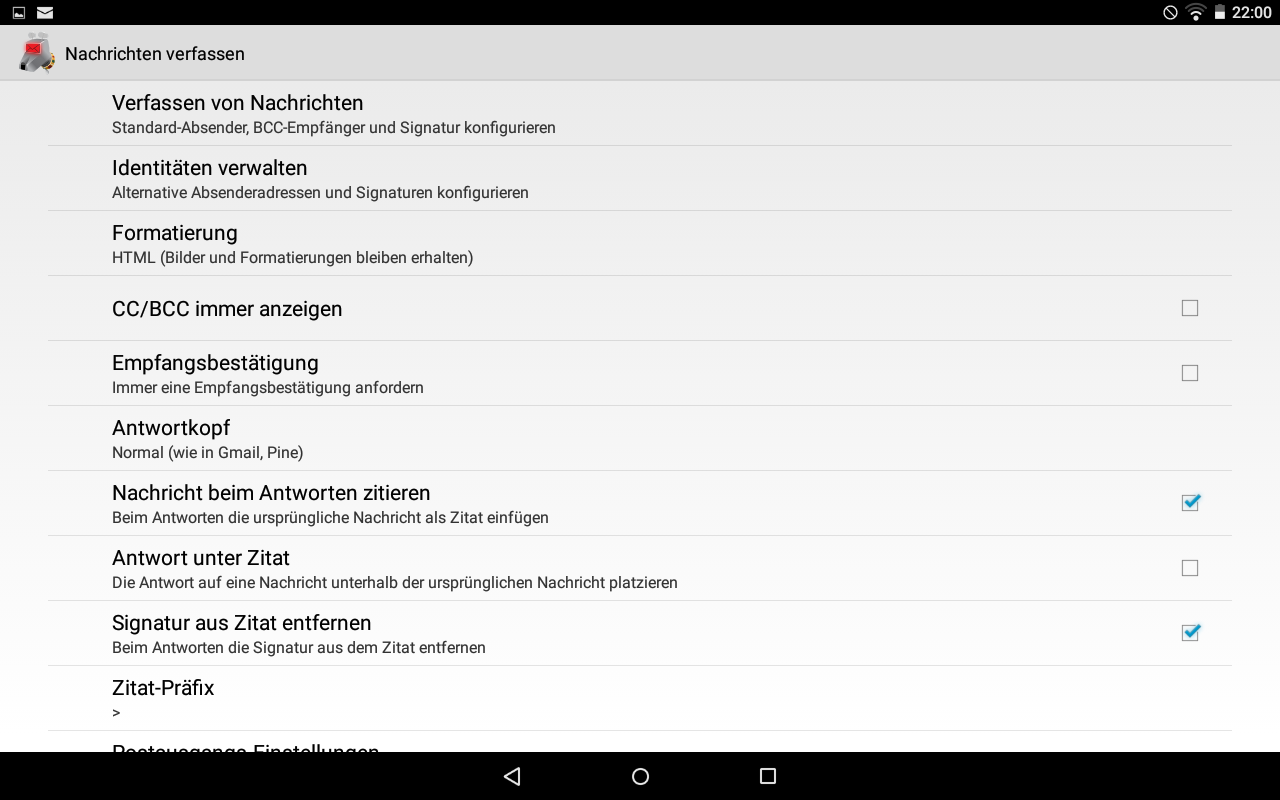 22:00
Nachrichten verfassen
Verfassen von Nachrichten
Standard-Absender, BCC-Empfänger und Signatur konfigurieren
Identitäten verwalten
Alternative Absenderadressen und Signaturen konfigurieren
Formatierung
HTML (Bilder und Formatierungen bleiben erhalten)
CC/BCC immer anzeigen
Empfangsbestätigung
Immer eine Empfangsbestätigung anfordern
Antwortkopf
Normal (wie in Gmail, Pine)
Nachricht beim Antworten zitieren
Beim Antworten die ursprüngliche Nachricht als Zitat einfügen
Antwort unter Zitat
Die Antwort auf eine Nachricht unterhalb der ursprünglichen Nachricht platzieren
Signatur aus Zitat entfernen
Beim Antworten die Signatur aus dem Zitat entfernen
Zitat-Präfix
>
Postausgangs-Einstellungen